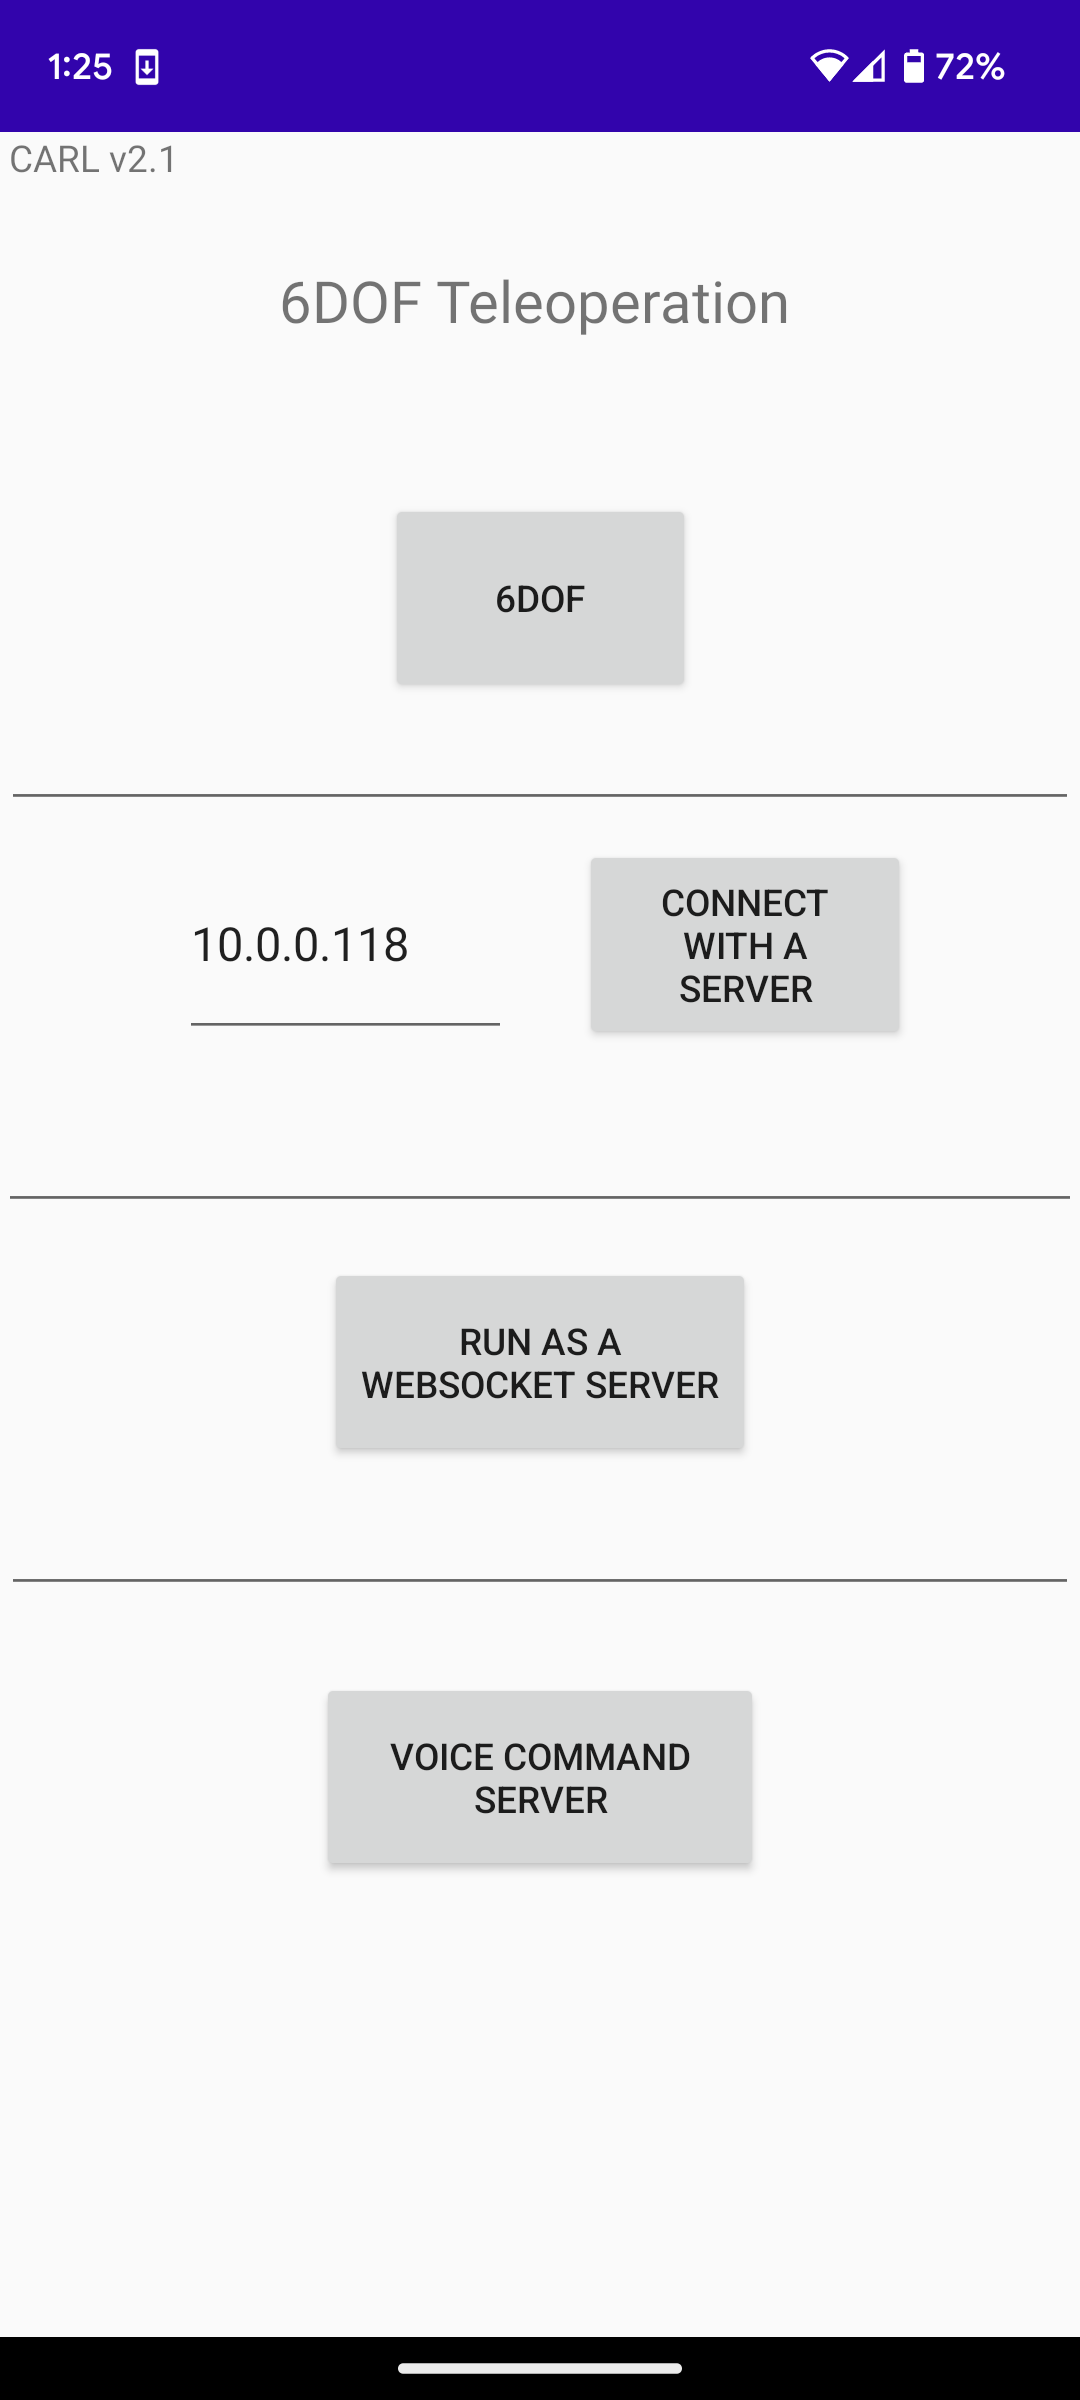 1:25 72%
CARL v2.1
6DOF Teleoperation
6DOF
10.0.0.118
CONNECT
WITH A
SERVER
RUN AS A
WEBSOCKET SERVER
VOICE COMMAND
SERVER